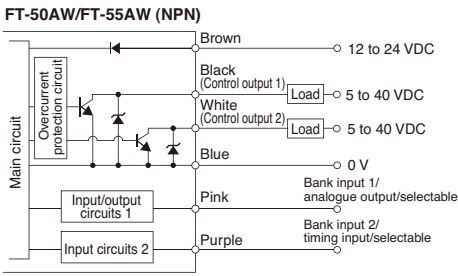 FT-50AW/FT-55AW (NPN)
Main circuit
Overcurrent
protection circuit
Brown
12 to 24 VDC
Black
(Control output 1)
Load
5 to 40 VDC
White
(Control output 2)
Load
5 to 40 VDC
Blue
0 V
Input/output
circuits 1
Pink
Bank input 1/
analogue output/selectable
Input circuits 2
Purple
Bank input 2/
timing input/selectable